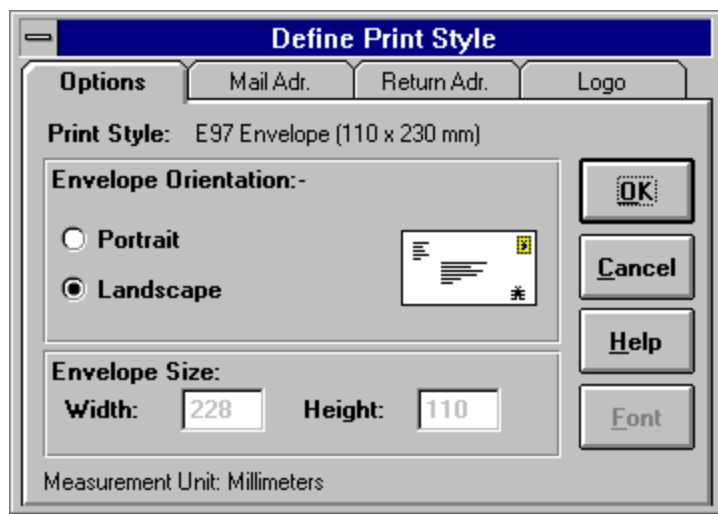 Define Print Style
Options Mail Adr. Return Adr. Logo
Print Style: E97 Envelope (110 x 230 mm)
Envelope Orientation:-
OK
Portrait
Landscape
Cancel
Help
Envelope Size:
Width: 228 Height: 110
Font
Measurement Unit: Millimeters